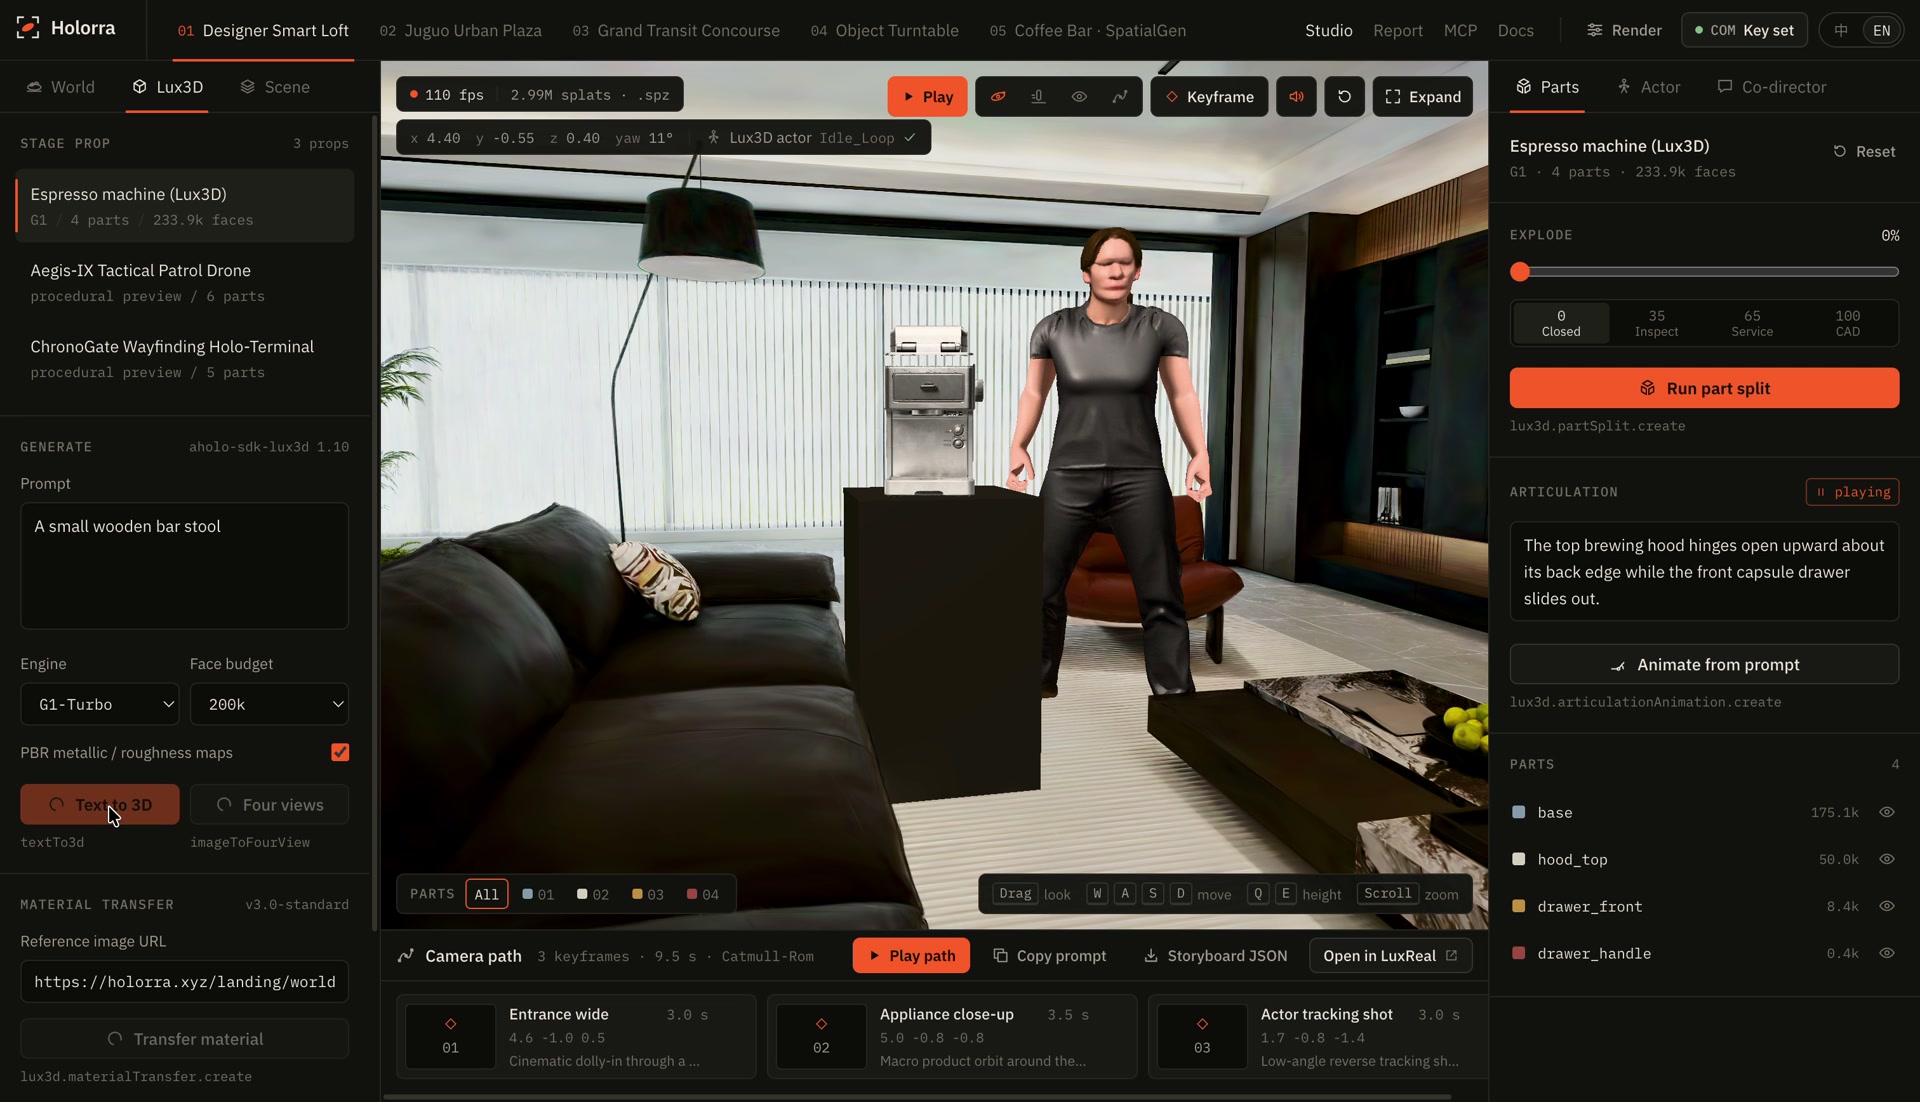 Holorra
01 Designer Smart Loft
02 Juguo Urban Plaza
03 Grand Transit Concourse
04 Object Turntable
05 Coffee Bar · SpatialGen
Studio
Report
MCP
Docs
Render
COM Key set
中
EN
World
Lux3D
Scene
STAGE PROP
3 props
Espresso machine (Lux3D)
G1 / 4 parts / 233.9k faces
Aegis-IX Tactical Patrol Drone
procedural preview / 6 parts
ChronoGate Wayfinding Holo-Terminal
procedural preview / 5 parts
GENERATE
aholo-sdk-lux3d 1.10
Prompt
A small wooden bar stool
Engine
Face budget
G1-Turbo
200k
PBR metallic / roughness maps
Text to 3D
Four views
textTo3d
imageToFourView
MATERIAL TRANSFER
v3.0-standard
Reference image URL
https://holorra.xyz/landing/world
Transfer material
lux3d.materialTransfer.create
110 fps
2.99M splats · .spz
x 4.40 y -0.55 z 0.40 yaw 11°
Lux3D actor Idle_Loop
Play
Keyframe
Expand
PARTS
All
01
02
03
04
Drag look
W A S D move
Q E height
Scroll zoom
Camera path
3 keyframes · 9.5 s · Catmull-Rom
Play path
Copy prompt
Storyboard JSON
Open in LuxReal
01
Entrance wide
3.0 s
4.6 -1.0 0.5
Cinematic dolly-in through a ...
02
Appliance close-up
3.5 s
5.0 -0.8 -0.8
Macro product orbit around the...
03
Actor tracking shot
3.0 s
1.7 -0.8 -1.4
Low-angle reverse tracking sh...
Parts
Actor
Co-director
Espresso machine (Lux3D)
G1 · 4 parts · 233.9k faces
Reset
EXPLODE
0%
0
Closed
35
Inspect
65
Service
100
CAD
Run part split
lux3d.partSplit.create
ARTICULATION
playing
The top brewing hood hinges open upward about
its back edge while the front capsule drawer
slides out.
Animate from prompt
lux3d.articulationAnimation.create
PARTS
4
base
175.1k
hood_top
50.0k
drawer_front
8.4k
drawer_handle
0.4k